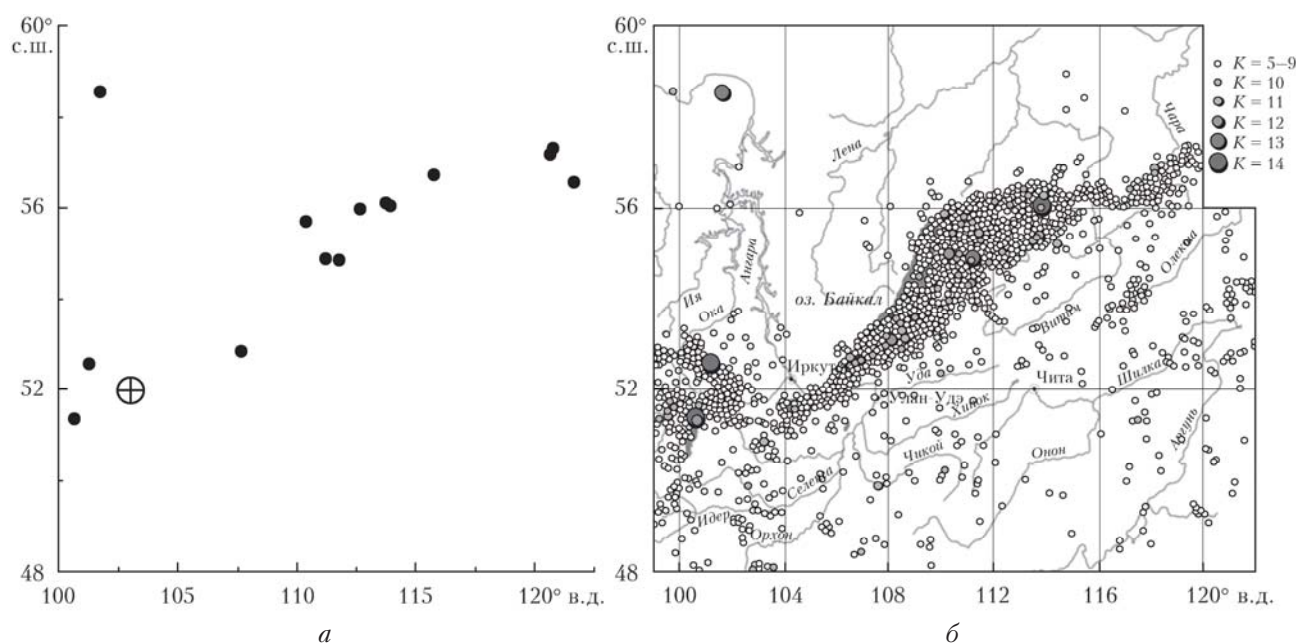 60°
с.ш.
56
52
48
100
105
110
115
120° в.д.
а
60°
с.ш.
56
52
48
100
104
108
112
116
120° в.д.
б
K = 5–9
K = 10
K = 11
K = 12
K = 13
K = 14
Чара
Лена
Ангара
Олекма
оз. Байкал
Ия
Ока
Витим
Иркутск
Уда
Чита
Шилка
Улан-Удэ
Хилок
Аргунь
Чикой
Онон
Селенга
Идер
Орхон